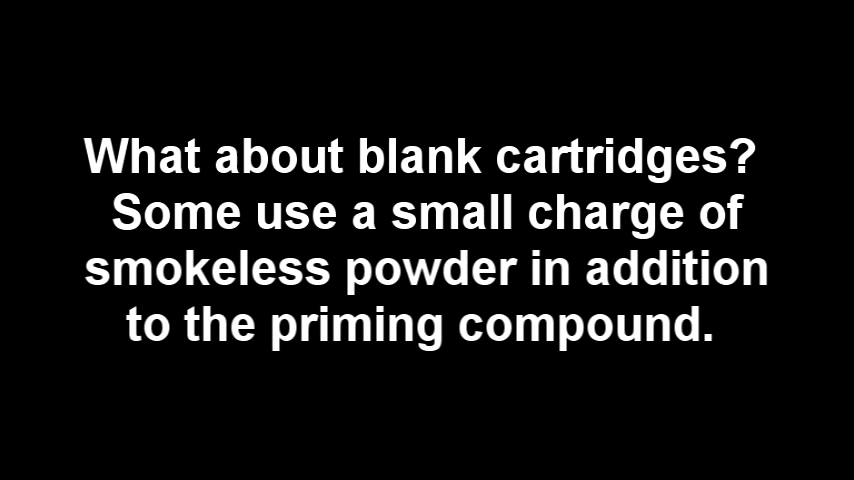 What about blank cartridges?
Some use a small charge of
smokeless powder in addition
to the priming compound.